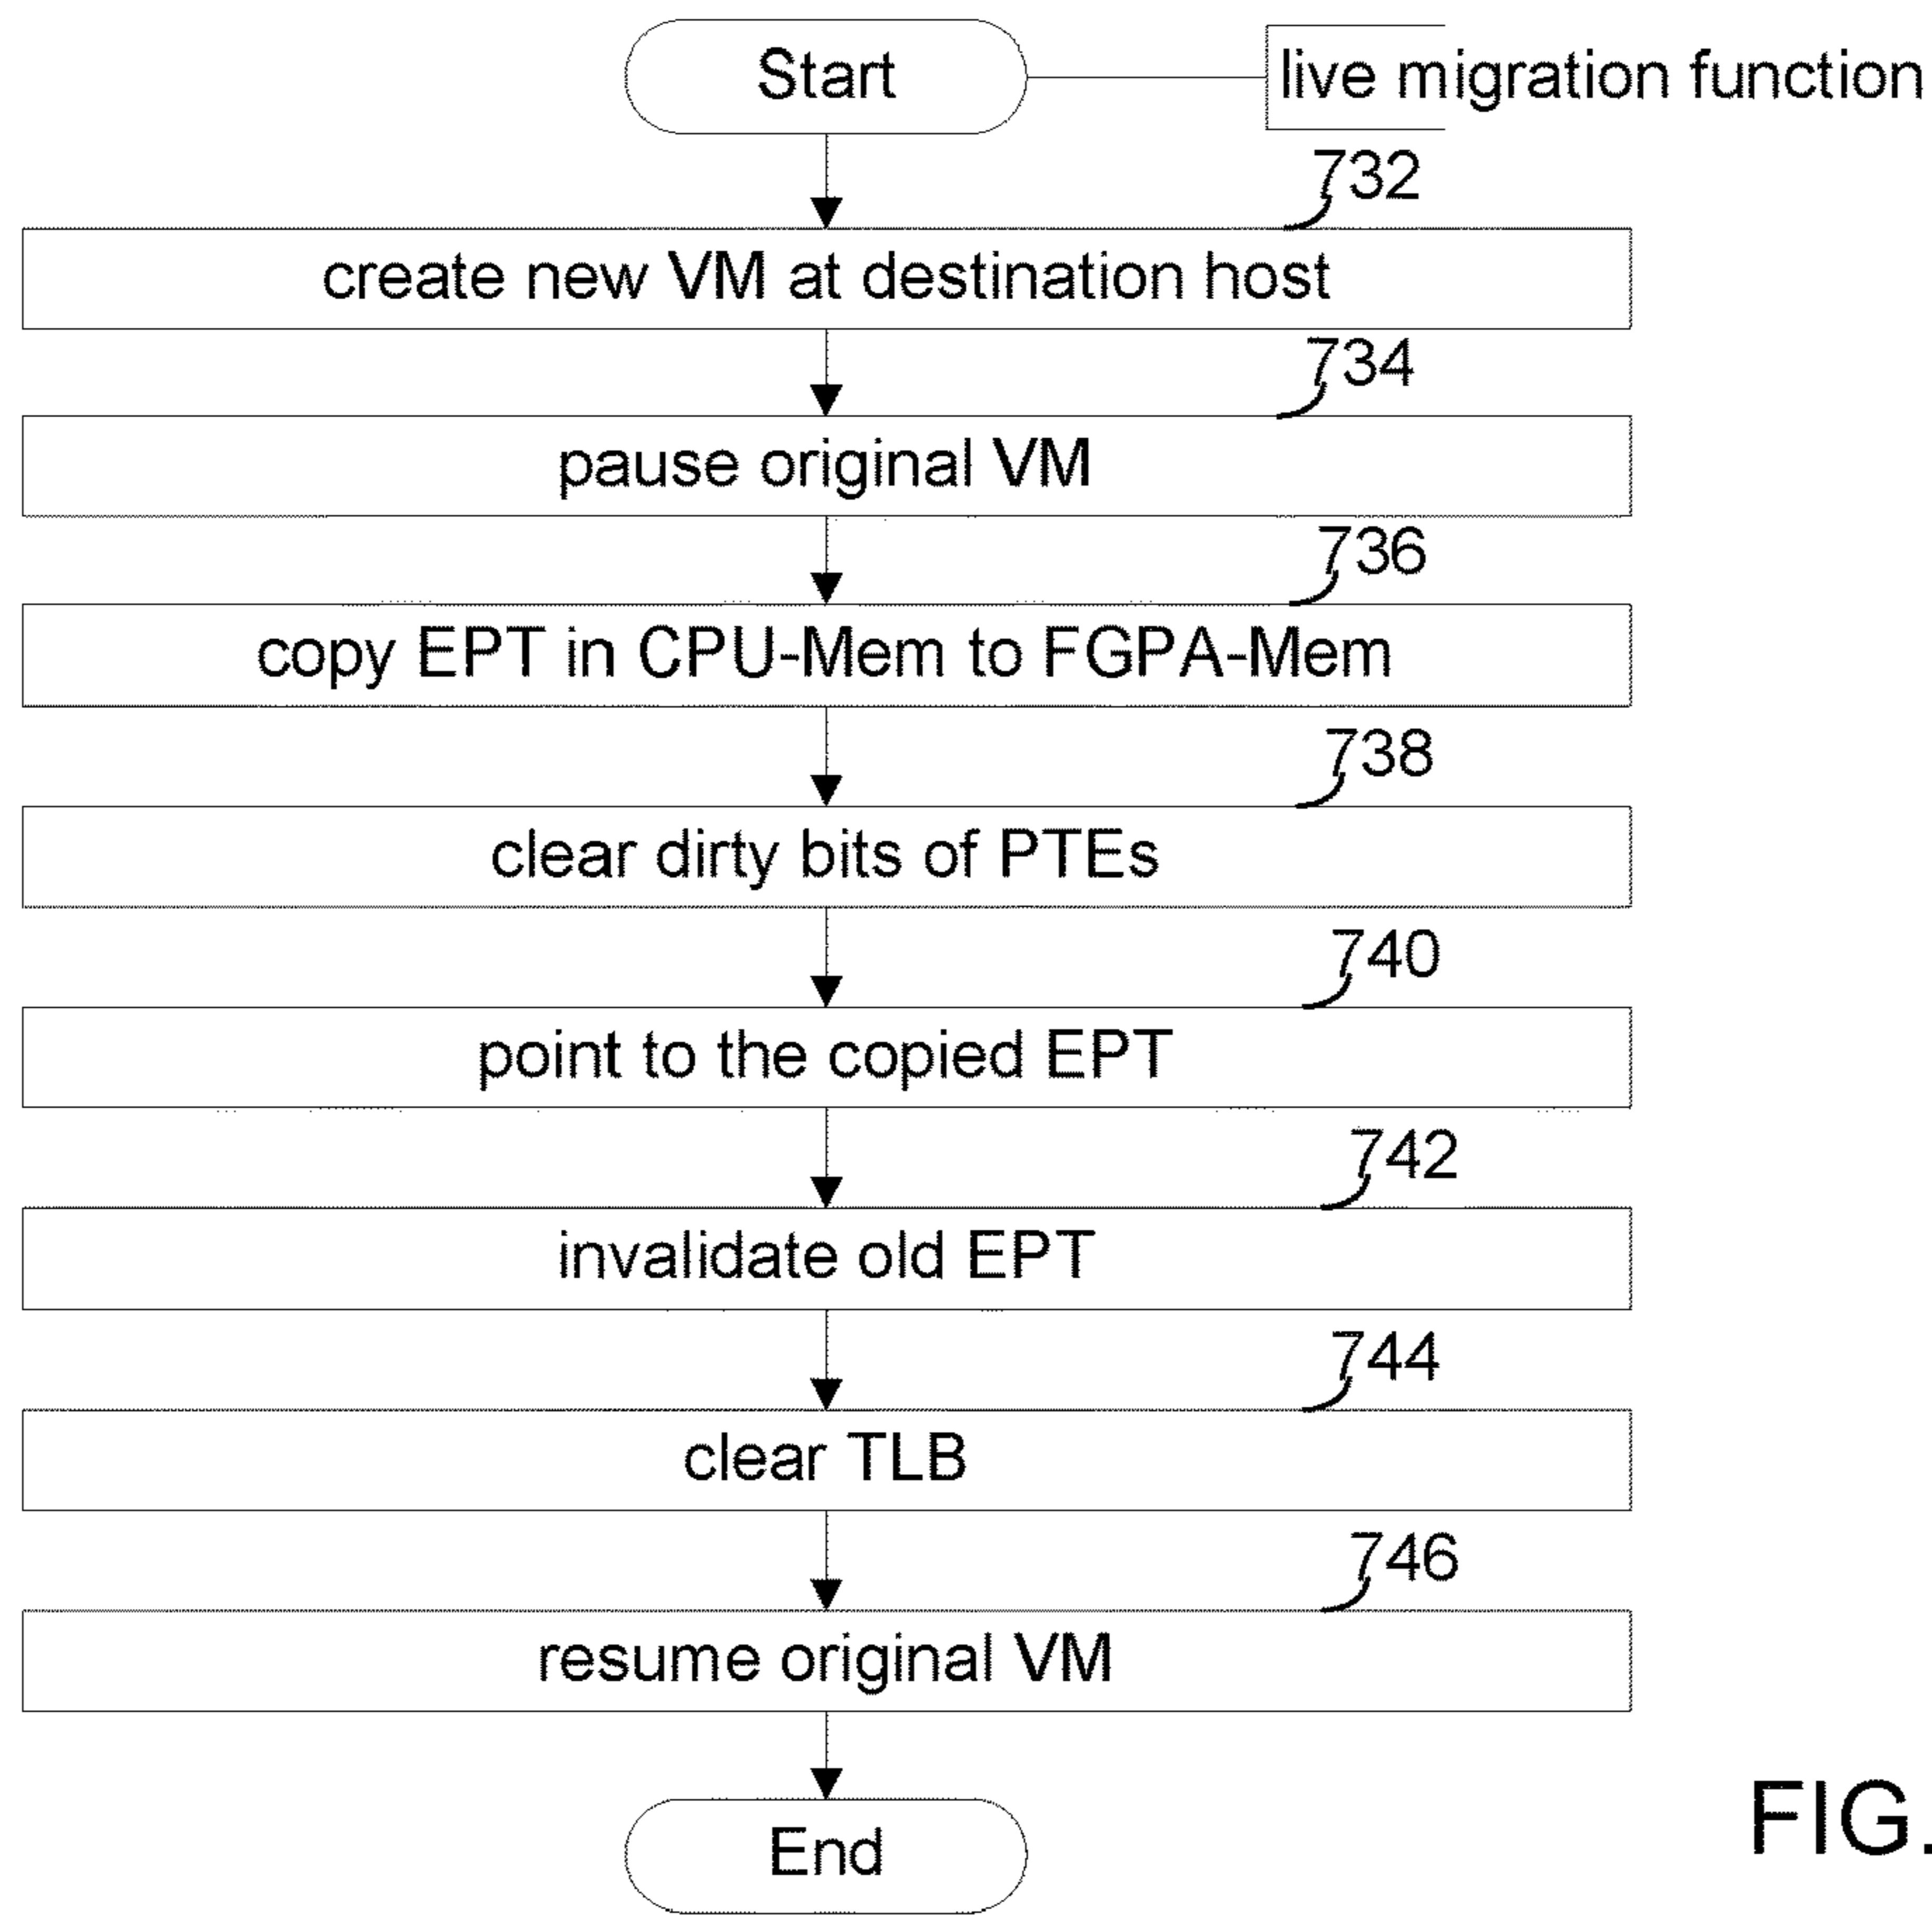 Start
live migration function
732
create new VM at destination host
734
pause original VM
736
copy EPT in CPU-Mem to FGPA-Mem
738
clear dirty bits of PTEs
740
point to the copied EPT
742
invalidate old EPT
744
clear TLB
746
resume original VM
End
FIG.